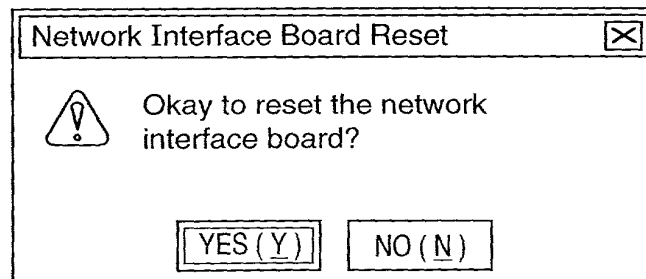 Network Interface Board Reset
Okay to reset the network
interface board?
YES (Y) NO (N)